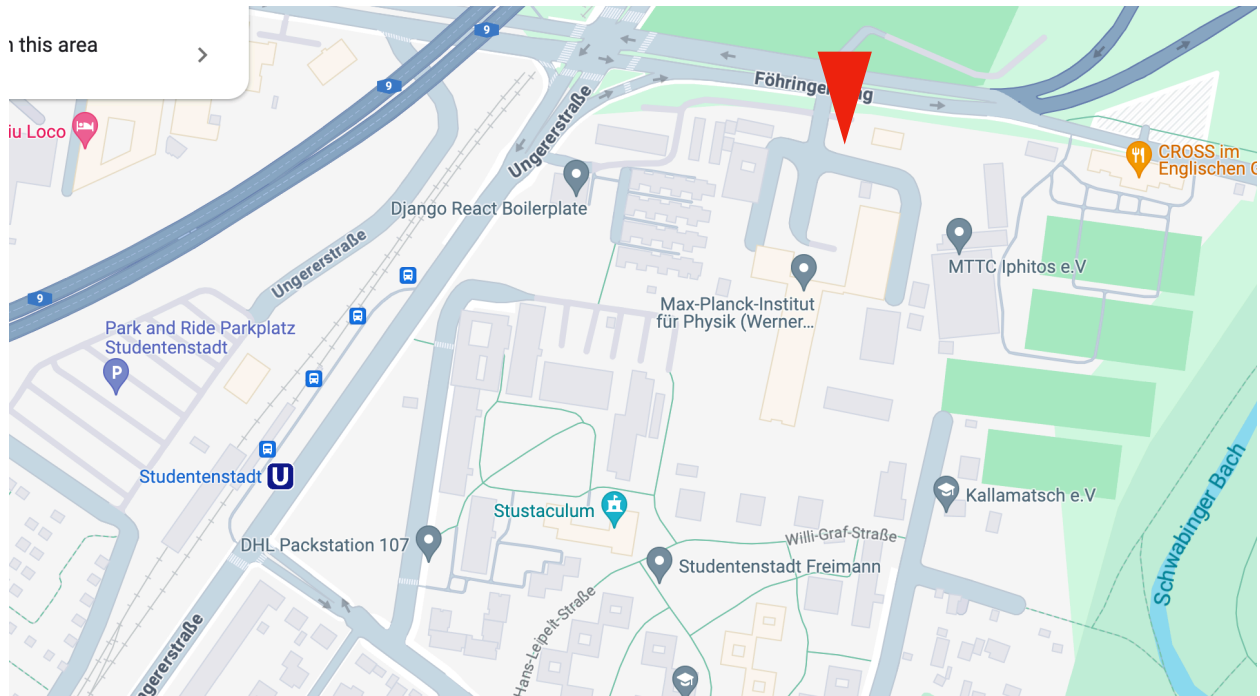 n this area
9
9
9
iu Loco
Ungererstraße
Föhringer
CROSS im
Englischen G
Django React Boilerplate
Ungererstraße
MTTC Iphitos e.V
Max-Planck-Institut
für Physik (Werner...
Park and Ride Parkplatz
Studentenstadt
P
Studentenstadt
U
Kallamatsch e.V
Stustaculum
Willi-Graf-Straße
DHL Packstation 107
Studentenstadt Freimann
Schwabinger Bach
Hans-Leipelt-Straße
ngererstraße